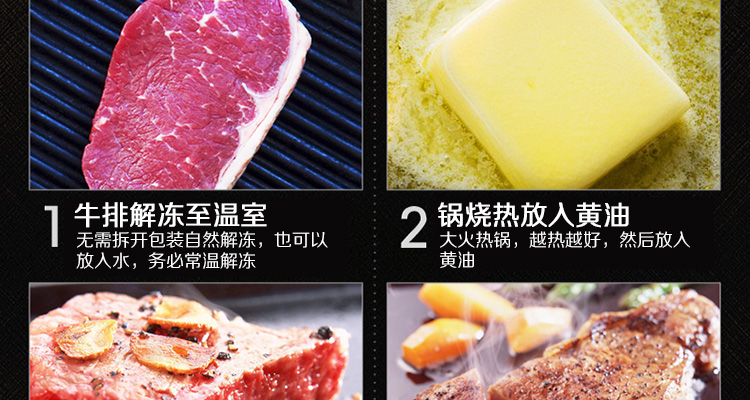 1 牛排解冻至温室
无需拆开包装自然解冻，也可以
放入水，务必常温解冻
2 锅烧热放入黄油
大火热锅，越热越好，然后放入
黄油